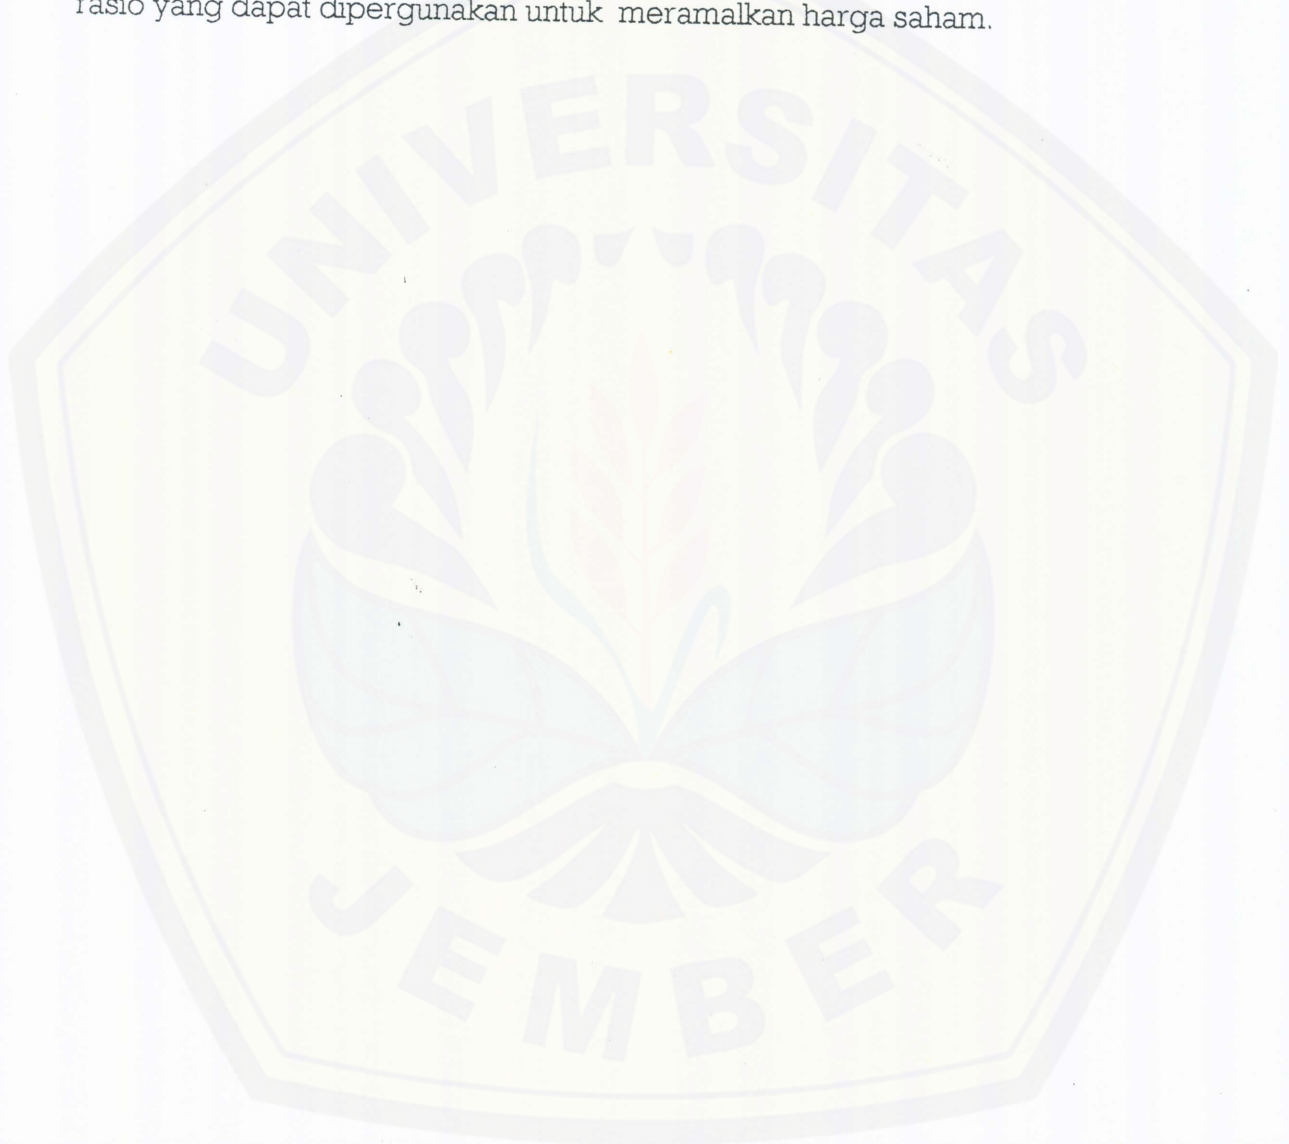 rasio yang dapat dipergunakan untuk meramalkan harga saham.
UNIVERSITAS
JEMBER